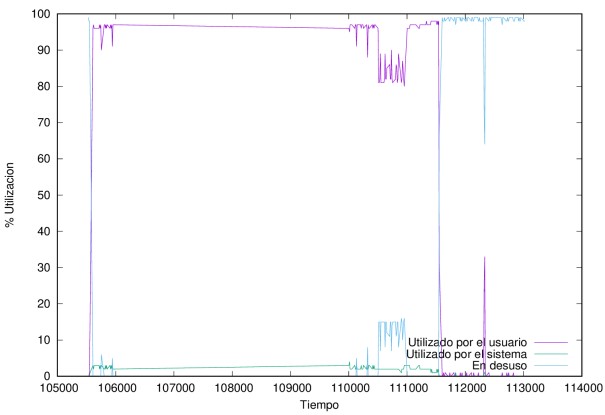 100
90
80
70
60
50
40
30
20
10
0
% Utilizacion
Utilizado por el usuario
Utilizado por el sistema
En desuso
105000 106000 107000 108000 109000 110000 111000 112000 113000 114000
Tiempo